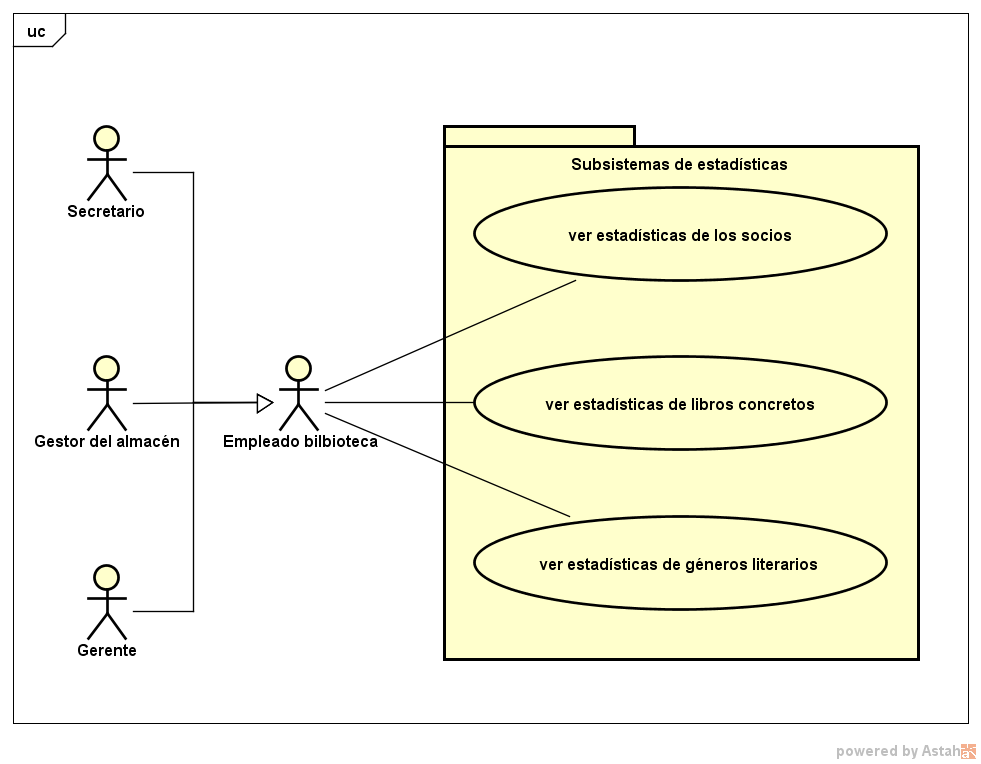 uc
Subsistemas de estadísticas
Secretario
ver estadísticas de los socios
Gestor del almacén
Empleado bilbioteca
ver estadísticas de libros concretos
ver estadísticas de géneros literarios
Gerente
powered by Astah